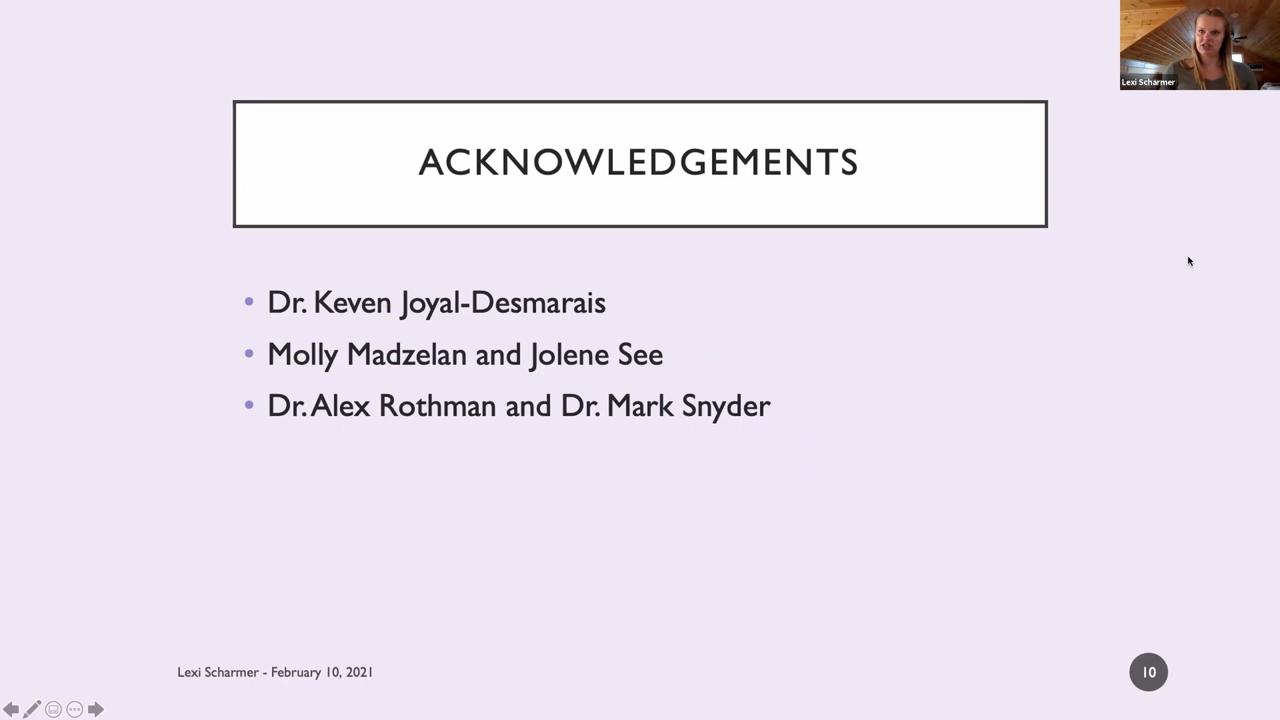 Lexi Scharmer
ACKNOWLEDGEMENTS
• Dr. Keven Joyal-Desmarais
• Molly Madzelan and Jolene See
• Dr. Alex Rothman and Dr. Mark Snyder
Lexi Scharmer - February 10, 2021
10